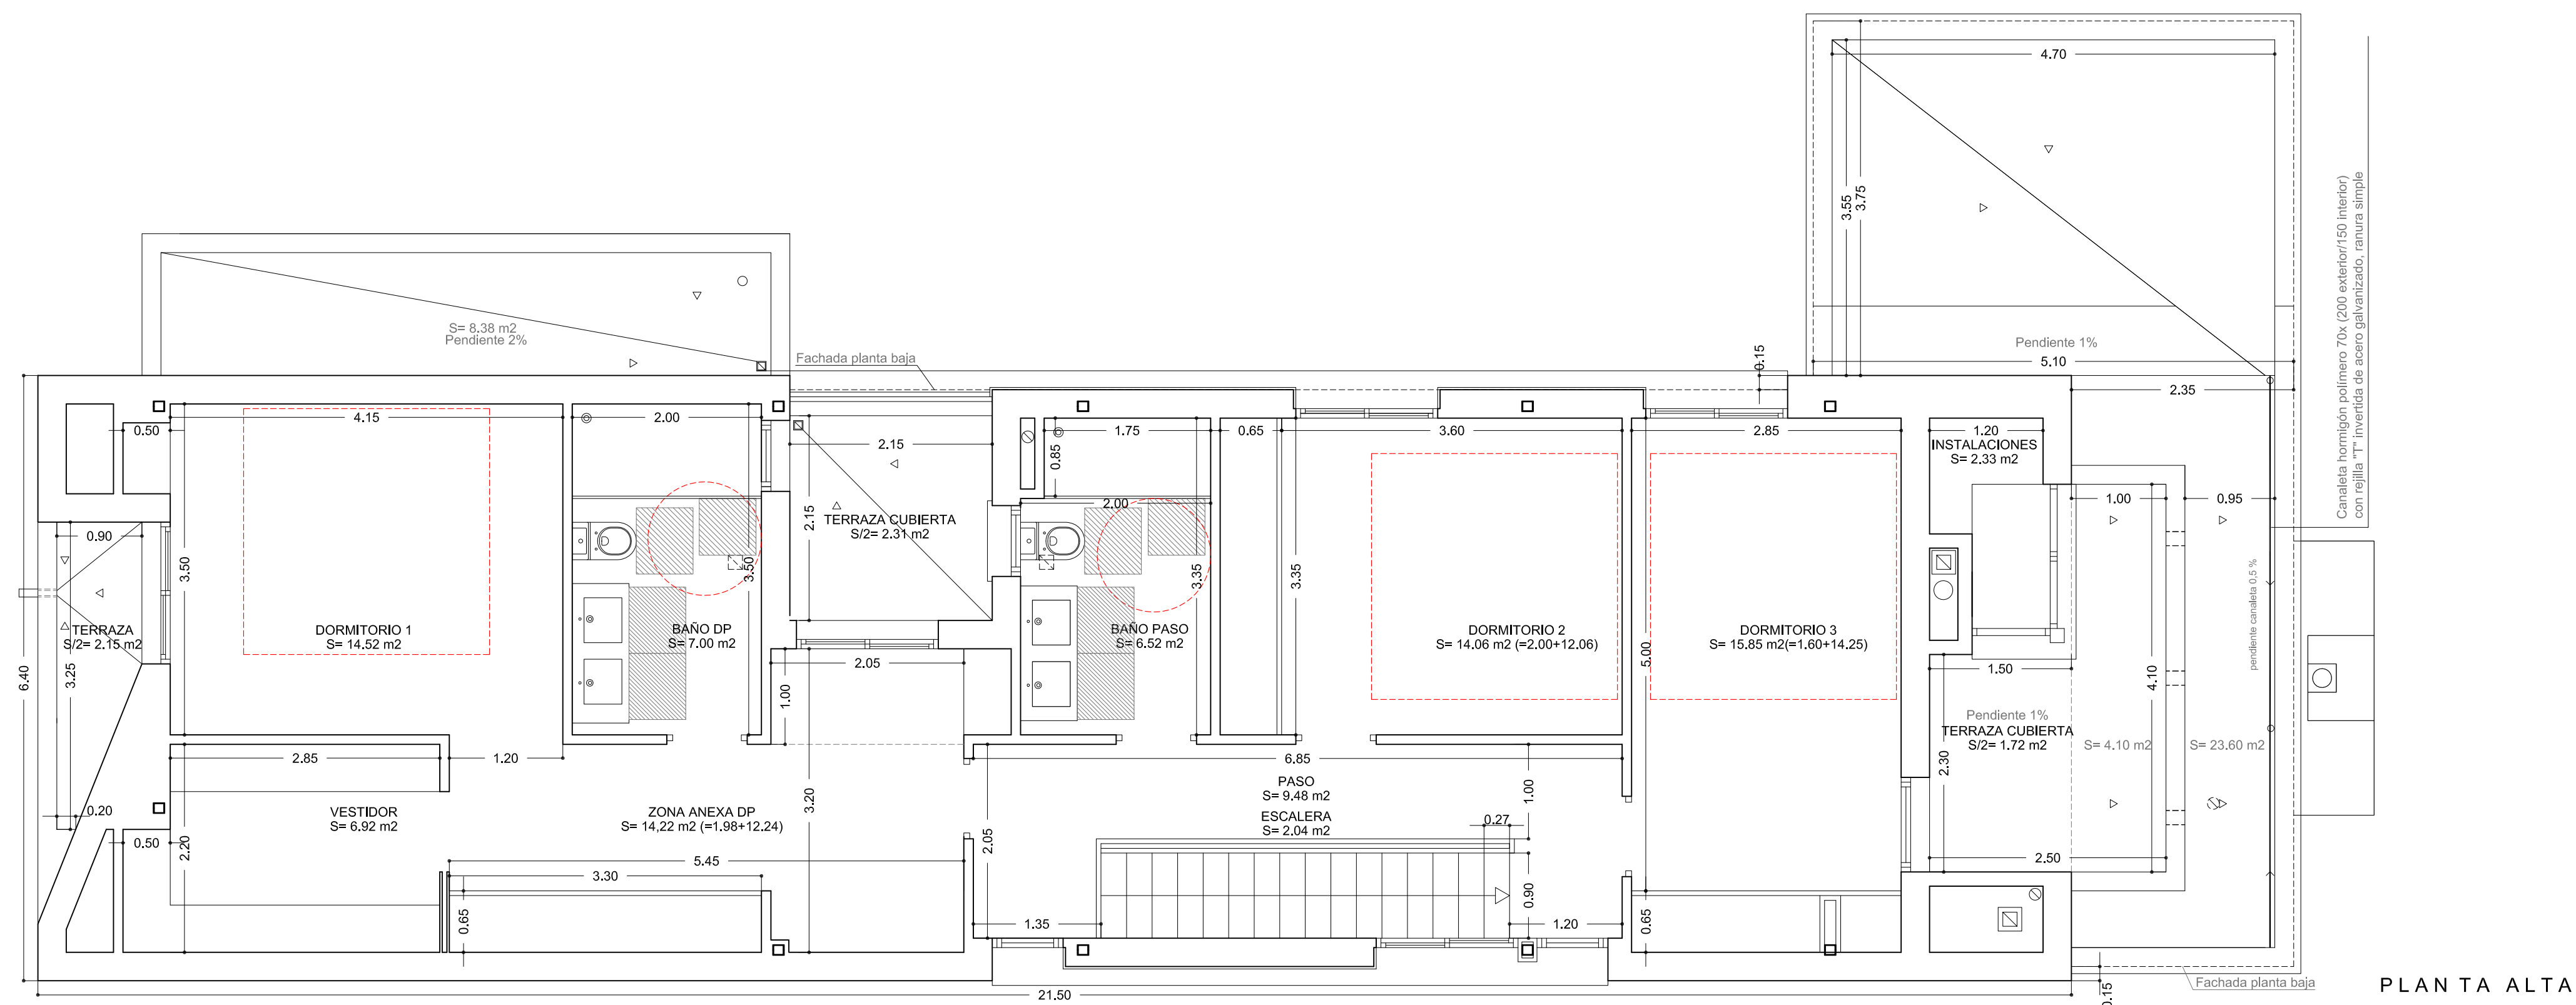 4.70
3.55
3.75
Canaleta hormigón polímero 70x (200 exterior/150 interior)
con rejilla "T" invertida de acero galvanizado, ranura simple
S= 8.38 m2
Pendiente 2%
Fachada planta baja
0.15
Pendiente 1%
5.10
2.35
0.50
4.15
2.00
2.15
1.75
0.65
3.60
2.85
1.20
INSTALACIONES
S= 2.33 m2
0.85
2.00
1.00
0.95
0.90
2.15
TERRAZA CUBIERTA
S/2= 2.31 m2
3.50
3.50
3.35
3.35
pendiente canaleta 0,5 %
TERRAZA
S/2= 2.15 m2
DORMITORIO 1
S= 14.52 m2
BAÑO DP
S= 7.00 m2
BAÑO PASO
S= 6.52 m2
DORMITORIO 2
S= 14.06 m2 (=2.00+12.06)
DORMITORIO 3
S= 15.85 m2(=1.60+14.25)
6.40
3.25
2.05
1.00
5.00
1.50
4.10
Pendiente 1%
TERRAZA CUBIERTA
S/2= 1.72 m2
S= 4.10 m2
S= 23.60 m2
2.85
1.20
6.85
2.30
PASO
S= 9.48 m2
1.00
0.20
VESTIDOR
S= 6.92 m2
ZONA ANEXA DP
S= 14,22 m2 (=1.98+12.24)
3.20
ESCALERA
S= 2.04 m2
0.27
0.50
2.20
2.05
5.45
2.50
3.30
0.65
1.35
0.90
1.20
0.65
21.50
Fachada planta baja
0.15
PLANTA ALTA